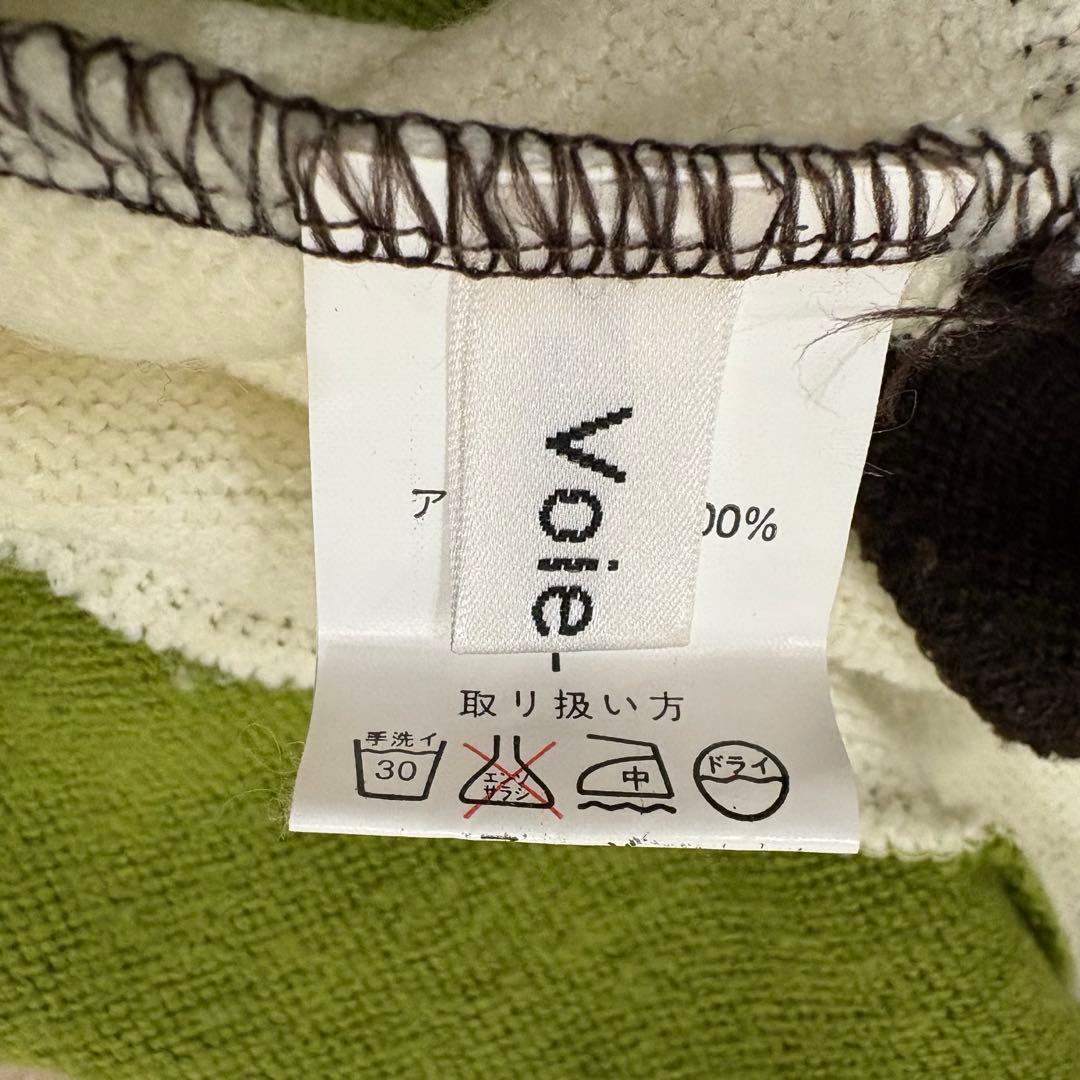 Voie-
ア 00%
取り扱い方
手洗イ
30
エンソ
サラシ
中
ドライ